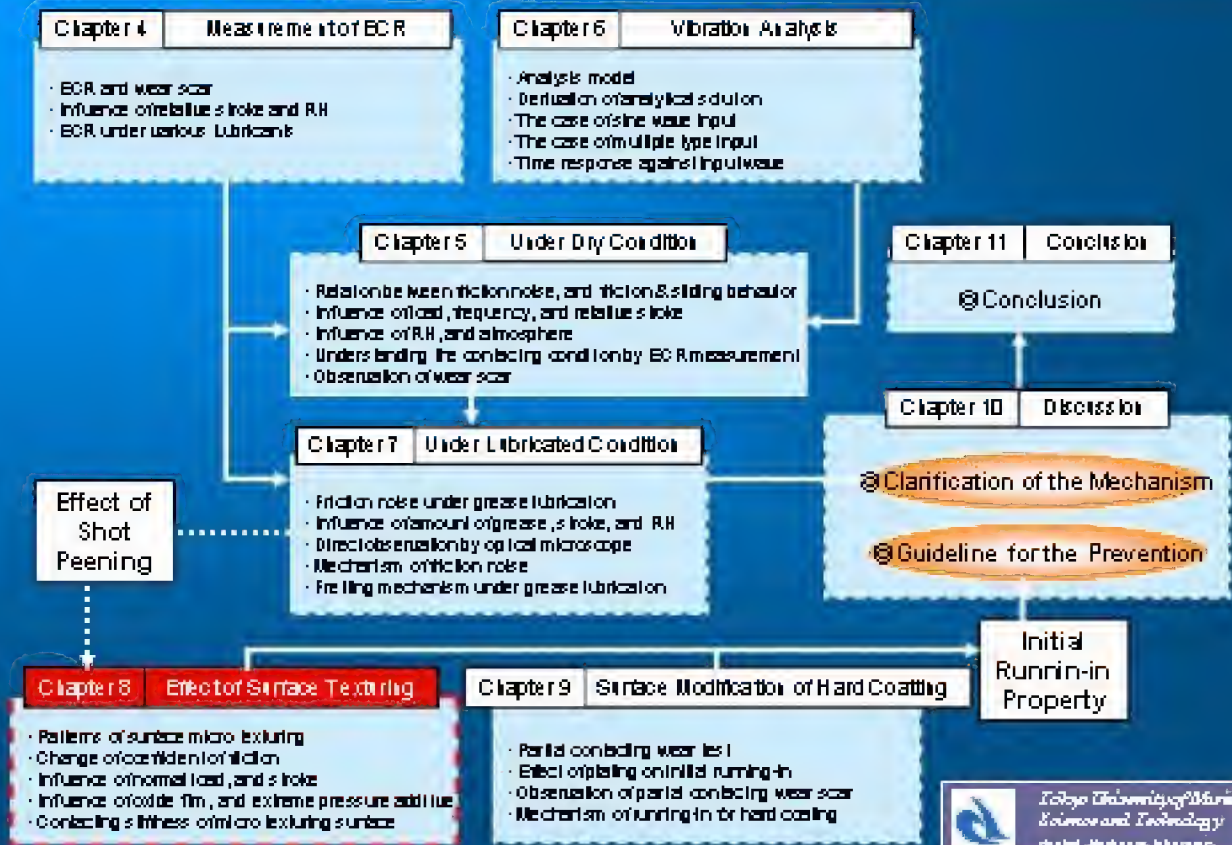 Chapter 4 Measurement of ECR
· ECR and wear scar
· Influence of relative stroke and RH
· ECR under various Lubricants
Chapter 6 Vibration Analysis
· Analysis model
· Derivation of analytical solution
· The case of sine wave input
· The case of multiple type input
· Time response against input wave
Chapter 5 Under Dry Condition
· Relation between friction noise, and friction & sliding behavior
· Influence of load, frequency, and relative stroke
· Influence of RH, and atmosphere
· Understanding the contacting condition by ECR measurement
· Observation of wear scar
Chapter 11 Conclusion
◎Conclusion
Chapter 7 Under Lubricated Condition
· Friction noise under grease lubrication
· Influence of amount of grease, stroke, and RH
· Direct observation by optical microscope
· Mechanism of friction noise
· Fretting mechanism under grease lubrication
Chapter 10 Discussion
◎Clarification of the Mechanism
◎Guideline for the Prevention
Effect of
Shot
Peening
Initial
Runnin-in
Property
Chapter 8 Effect of Surface Texturing
· Patterns of surface micro texturing
· Change of coefficient of friction
· Influence of normal load, and stroke
· Influence of oxide film, and extreme pressure additive
· Contacting stiffness of micro texturing surface
Chapter 9 Surface Modification of Hard Coatting
· Partial contacting wear test
· Effect of plating on initial running-in
· Observation of partial contacting wear scar
· Mechanism of running-in for hard coating
Tokyo University of
Science and Technology